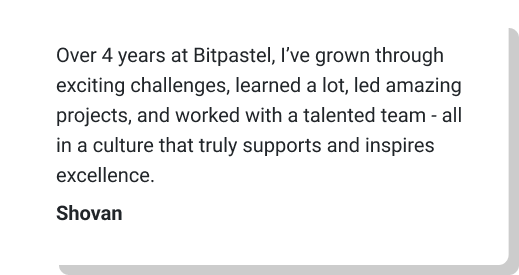 Over 4 years at Bitpastel, I’ve grown through
exciting challenges, learned a lot, led amazing
projects, and worked with a talented team - all
in a culture that truly supports and inspires
excellence.
Shovan